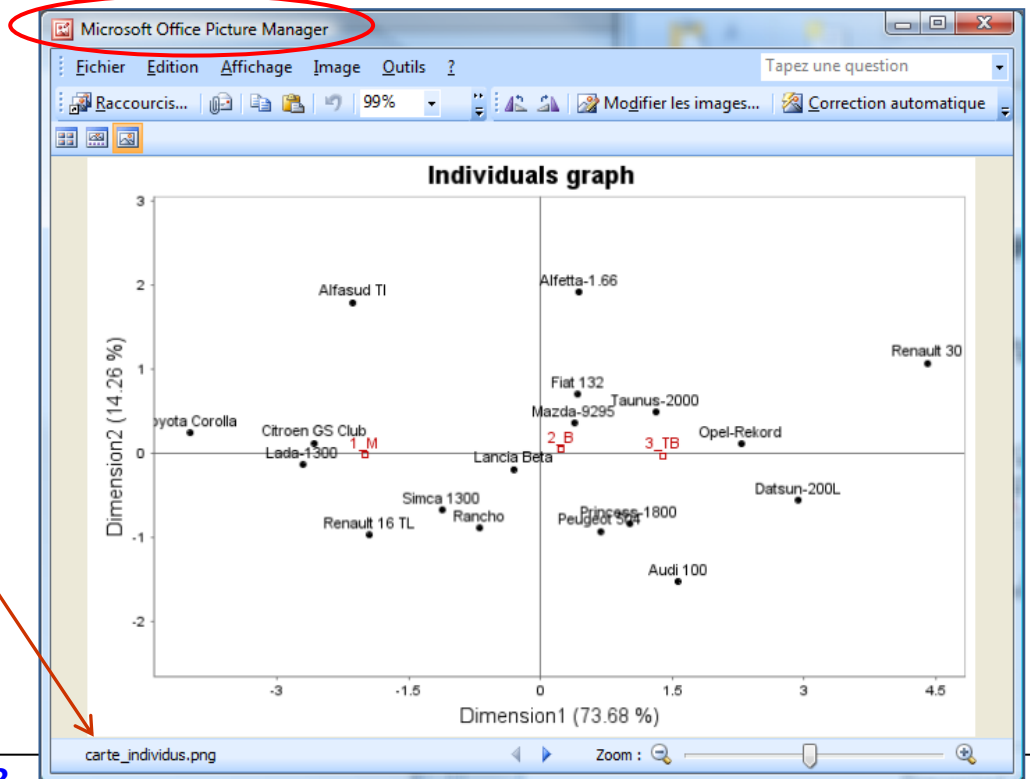 Microsoft Office Picture Manager
Fichier Edition Affichage Image Outils ? Tapez une question
Raccourcis... 99% Modifier les images... Correction automatique
Individuals graph
3
2
1
0
-1
-2
Dimension2 (14.26 %)
Alfasud TI
Alfetta-1.66
Renault 30
Fiat 132
Taunus-2000
Mazda-9295
oyota Corolla
Citroen GS Club
1_M
2_B
3_TB
Opel-Rekord
Lada-1300
Lancia Beta
Datsun-200L
Simca 1300
Rancho
Princess-1800
Renault 16 TL
Peugeot 504
Audi 100
-3 -1.5 0 1.5 3 4.5
Dimension1 (73.68 %)
carte_individus.png Zoom :